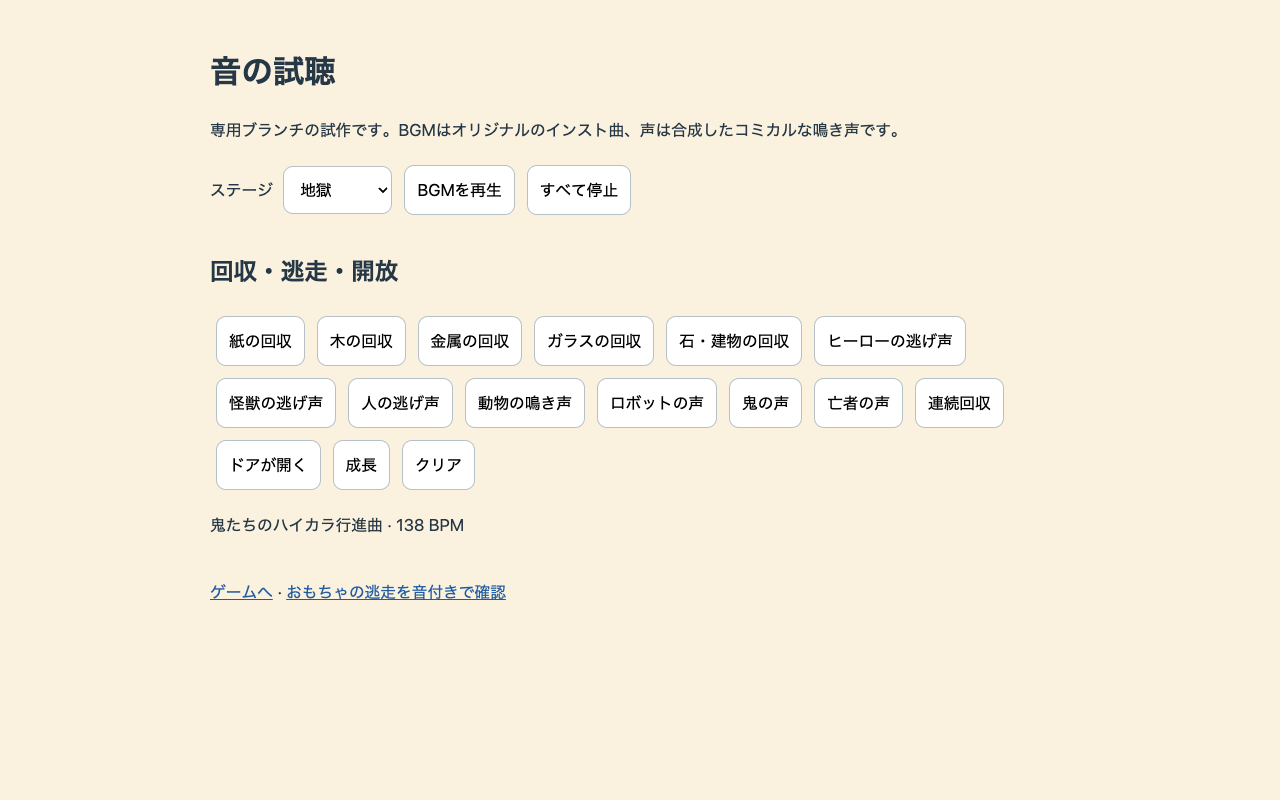 音の試聴
専用ブランチの試作です。BGMはオリジナルのインスト曲、声は合成したコミカルな鳴き声です。
ステージ 地獄 BGMを再生 すべて停止
回収・逃走・開放
紙の回収 木の回収 金属の回収 ガラスの回収 石・建物の回収 ヒーローの逃げ声
怪獣の逃げ声 人の逃げ声 動物の鳴き声 ロボットの声 鬼の声 亡者の声 連続回収
ドアが開く 成長 クリア
鬼たちのハイカラ行進曲 · 138 BPM
ゲームへ · おもちゃの逃走を音付きで確認